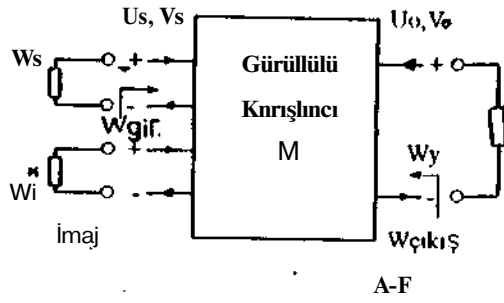 Us, Vs
Uo, Vo
Ws
Gürüllülü
Knrışlıncı
M
Wgir.
Wi
Wy
İmaj
Wçıkış
A-F